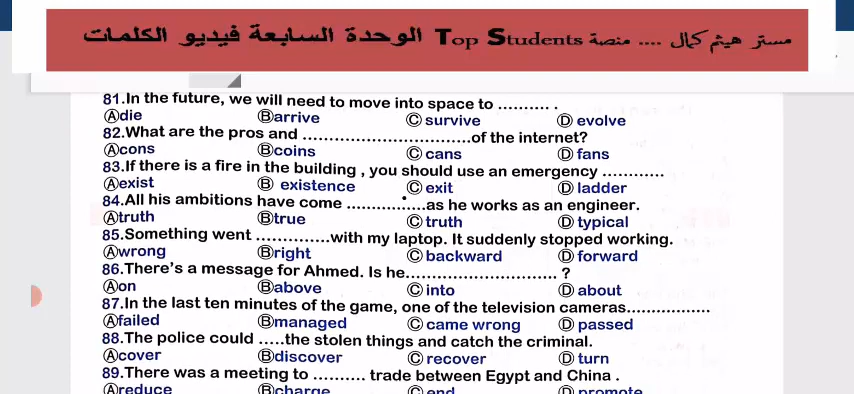 مستر هيثم كمال .... منصة Top Students الوحدة السابعة فيديو الكلمات
81.In the future, we will need to move into space to .......... .
Ⓐdie Ⓑarrive Ⓒ survive Ⓓ evolve
82.What are the pros and .................................of the internet?
Ⓐcons Ⓑcoins Ⓒ cans Ⓓ fans
83.If there is a fire in the building , you should use an emergency ............
Ⓐexist Ⓑ existence Ⓒ exit Ⓓ ladder
84.All his ambitions have come ...............as he works as an engineer.
Ⓐtruth Ⓑtrue Ⓒ truth Ⓓ typical
85.Something went .............with my laptop. It suddenly stopped working.
Ⓐwrong Ⓑright Ⓒ backward Ⓓ forward
86.There's a message for Ahmed. Is he............................ ?
Ⓐon Ⓑabove Ⓒ into Ⓓ about
87.In the last ten minutes of the game, one of the television cameras.................
Ⓐfailed Ⓑmanaged Ⓒ came wrong Ⓓ passed
88.The police could .....the stolen things and catch the criminal.
Ⓐcover Ⓑdiscover Ⓒ recover Ⓓ turn
89.There was a meeting to .......... trade between Egypt and China .
Ⓐreduce Ⓑcharge Ⓒ end Ⓓ promote